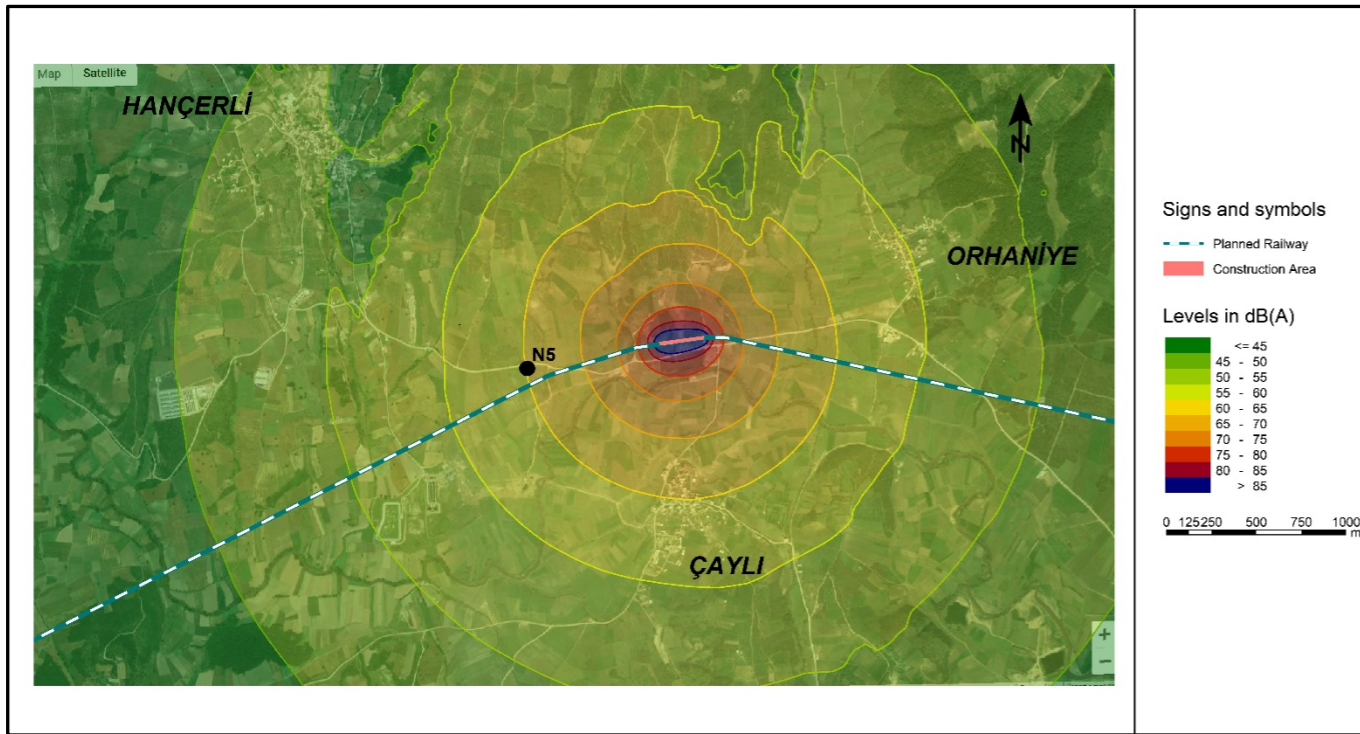 Map Satellite
HANÇERLİ
N
ORHANİYE
N5
ÇAYLI
+
−
Signs and symbols
Planned Railway
Construction Area
Levels in dB(A)
<= 45
45 - 50
50 - 55
55 - 60
60 - 65
65 - 70
70 - 75
75 - 80
80 - 85
> 85
0 125250 500 750 1000
m